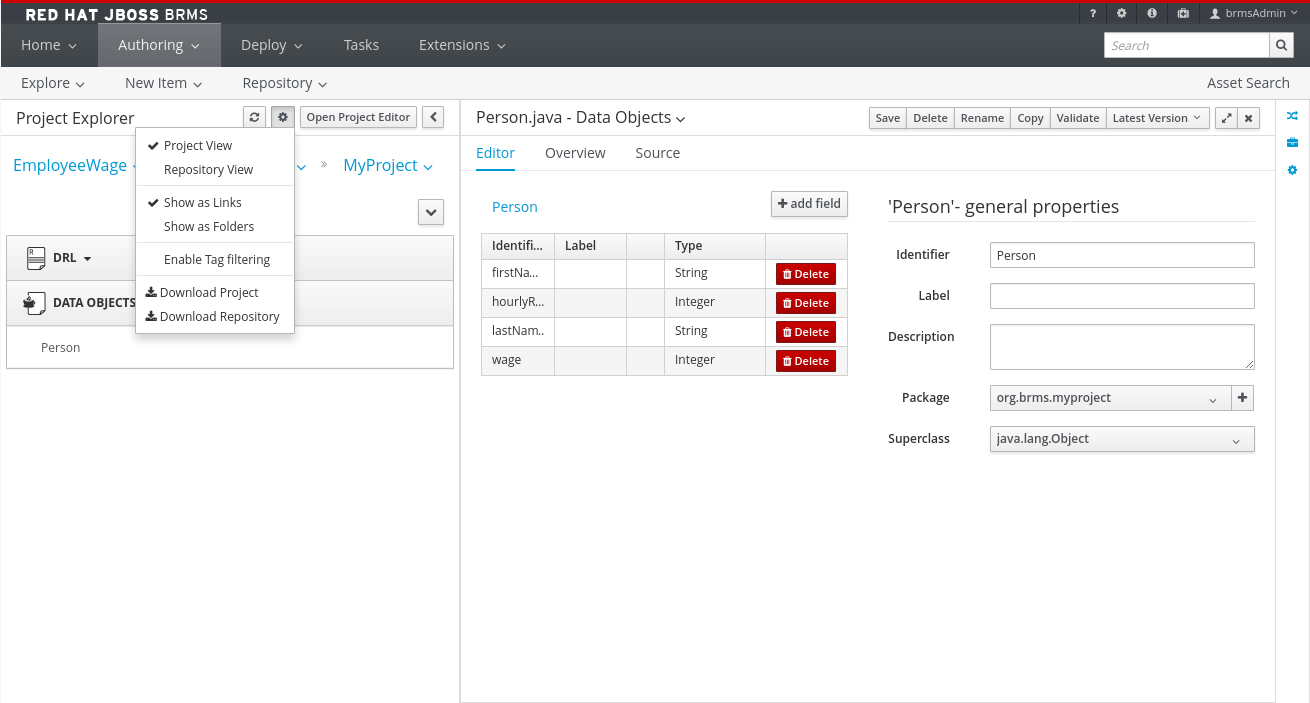 RED HAT JBOSS BRMS
? brmsAdmin
Home Authoring Deploy Tasks Extensions Search
Explore New Item Repository Asset Search
Project Explorer Open Project Editor
Project View
Repository View
Show as Links
Show as Folders
Enable Tag filtering
Download Project
Download Repository
EmployeeWage » MyProject
DRL
DATA OBJECTS
Person
Person.java - Data Objects Save Delete Rename Copy Validate Latest Version
Editor Overview Source
Person + add field
Identifi... Label Type
firstNa... String Delete
hourlyR... Integer Delete
lastNam.. String Delete
wage Integer Delete
'Person'- general properties
Identifier Person
Label
Description
Package org.brms.myproject +
Superclass java.lang.Object